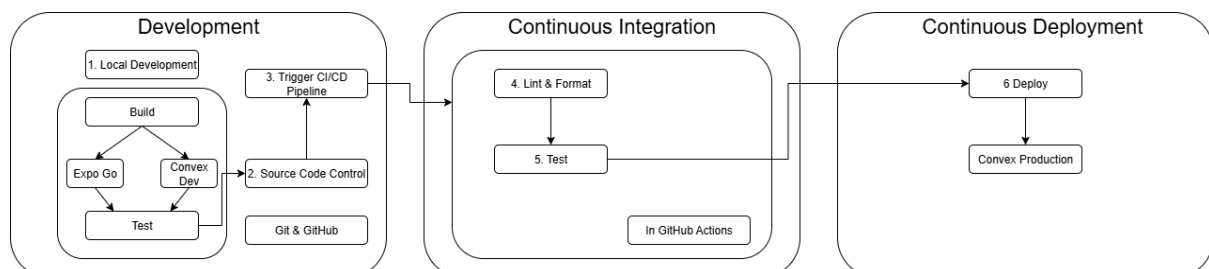 Development
1. Local Development
Build
Expo Go
Convex
Dev
Test
2. Source Code Control
3. Trigger CI/CD
Pipeline
Git & GitHub
Continuous Integration
4. Lint & Format
5. Test
In GitHub Actions
Continuous Deployment
6 Deploy
Convex Production